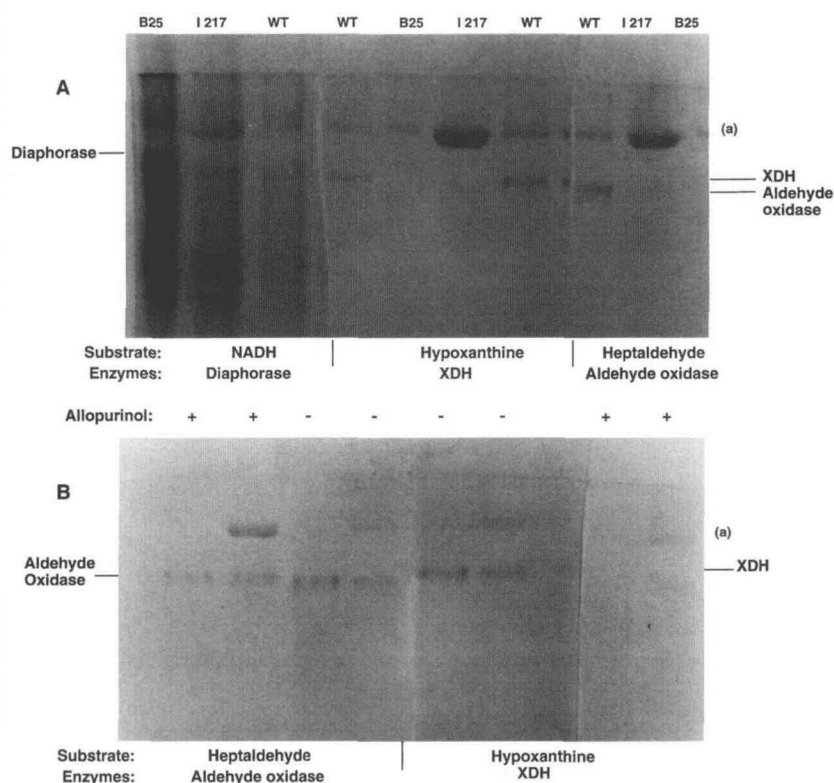 B25 I 217 WT WT B25 I 217 WT WT I 217 B25
A
(a)
Diaphorase
XDH
Aldehyde
oxidase
Substrate: NADH Hypoxanthine Heptaldehyde
Enzymes: Diaphorase XDH Aldehyde oxidase
Allopurinol: + + - - - - + +
B
(a)
Aldehyde
Oxidase
XDH
Substrate: Heptaldehyde Hypoxanthine
Enzymes: Aldehyde oxidase XDH